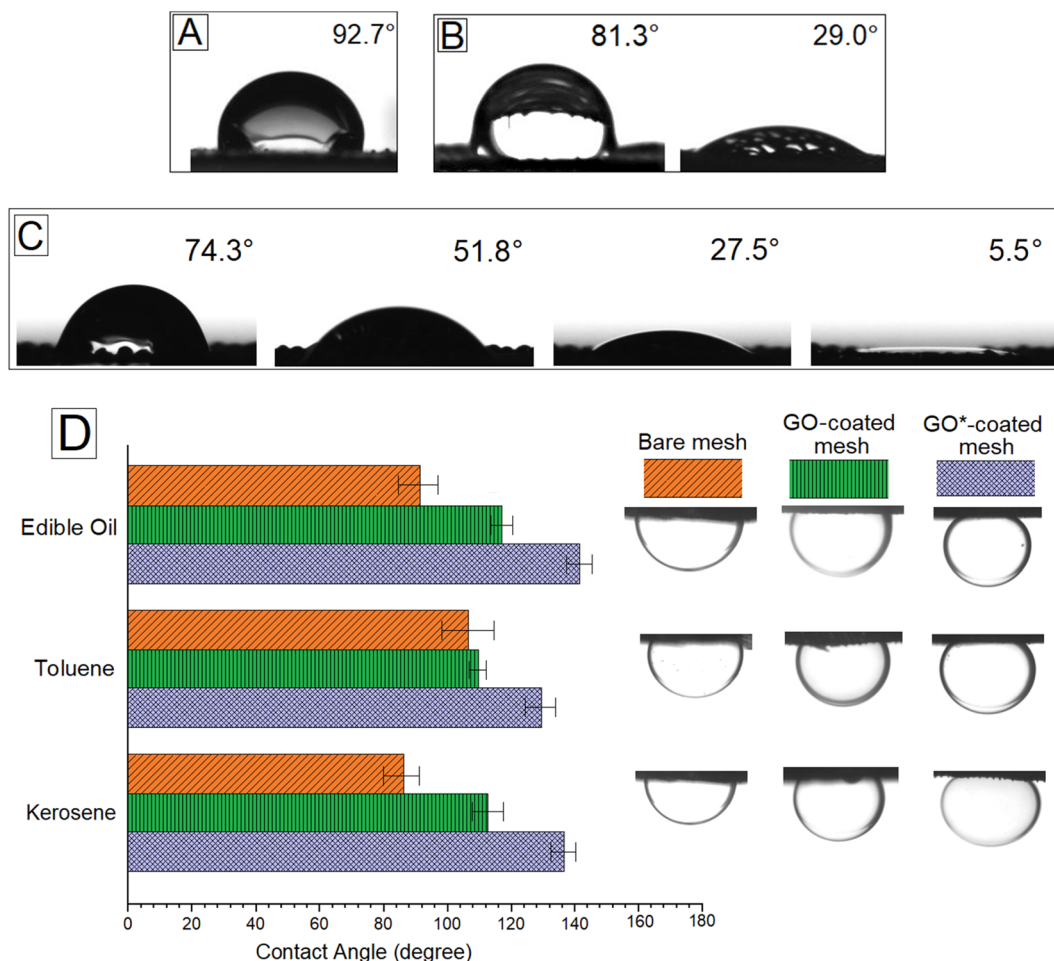 A
92.7°
B
81.3°
29.0°
C
74.3°
51.8°
27.5°
5.5°
D
Bare mesh
GO-coated
mesh
GO*-coated
mesh
Edible Oil
Toluene
Kerosene
0 20 40 60 80 100 120 140 160 180
Contact Angle (degree)